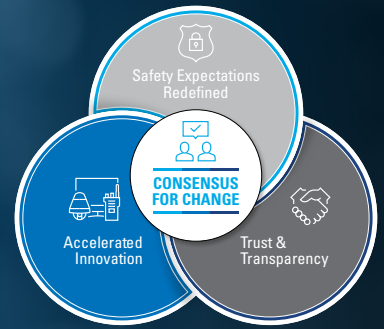 Safety Expectations
Redefined
CONSENSUS
FOR CHANGE
Accelerated
Innovation
Trust &
Transparency